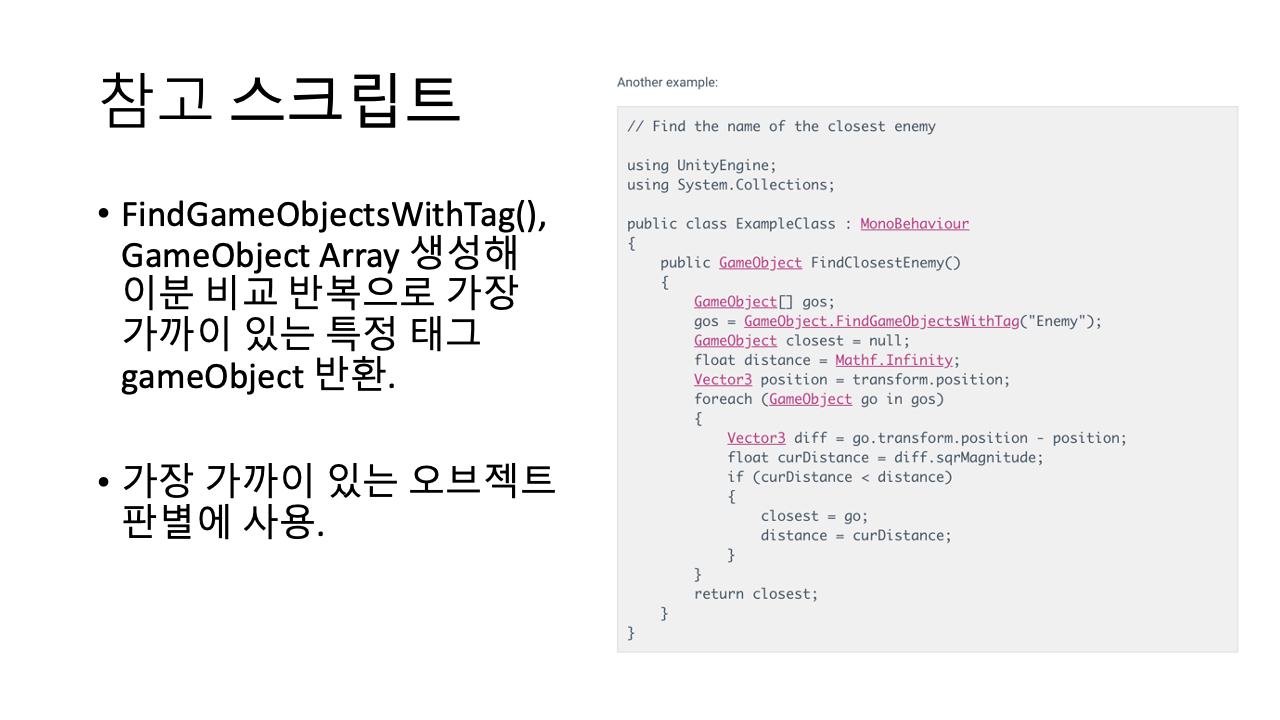 참고 스크립트
• FindGameObjectsWithTag(),
GameObject Array 생성해
이분 비교 반복으로 가장
가까이 있는 특정 태그
gameObject 반환.
• 가장 가까이 있는 오브젝트
판별에 사용.
Another example:
// Find the name of the closest enemy
using UnityEngine;
using System.Collections;
public class ExampleClass : MonoBehaviour
{
    public GameObject FindClosestEnemy()
    {
        GameObject[] gos;
        gos = GameObject.FindGameObjectsWithTag("Enemy");
        GameObject closest = null;
        float distance = Mathf.Infinity;
        Vector3 position = transform.position;
        foreach (GameObject go in gos)
        {
            Vector3 diff = go.transform.position - position;
            float curDistance = diff.sqrMagnitude;
            if (curDistance < distance)
            {
                closest = go;
                distance = curDistance;
            }
        }
        return closest;
    }
}